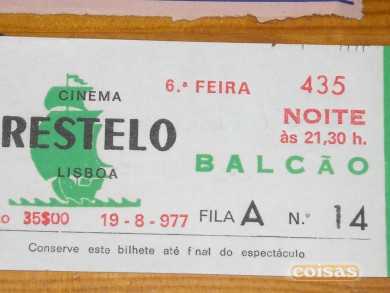 CINEMA 6.ª FEIRA 435
RESTELO NOITE
às 21,30 h.
LISBOA BALCÃO
35$00 19-8-977 FILA A N.º 14
Conserve este bilhete até final do espectáculo
coisas